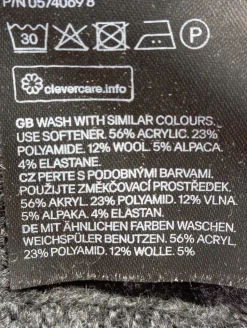 P/N 05740698
30
P
clevercare.info
GB WASH WITH SIMILAR COLOURS.
USE SOFTENER. 56% ACRYLIC. 23%
POLYAMIDE. 12% WOOL. 5% ALPACA.
4% ELASTANE.
CZ PERTE S PODOBNÝMI BARVAMI.
POUŽIJTE ZMĚKČOVACÍ PROSTŘEDEK.
56% AKRYL. 23% POLYAMID. 12% VLNA.
5% ALPAKA. 4% ELASTAN.
DE MIT ÄHNLICHEN FARBEN WASCHEN.
WEICHSPÜLER BENUTZEN. 56% ACRYL,
23% POLYAMID. 12% WOLLE. 5%